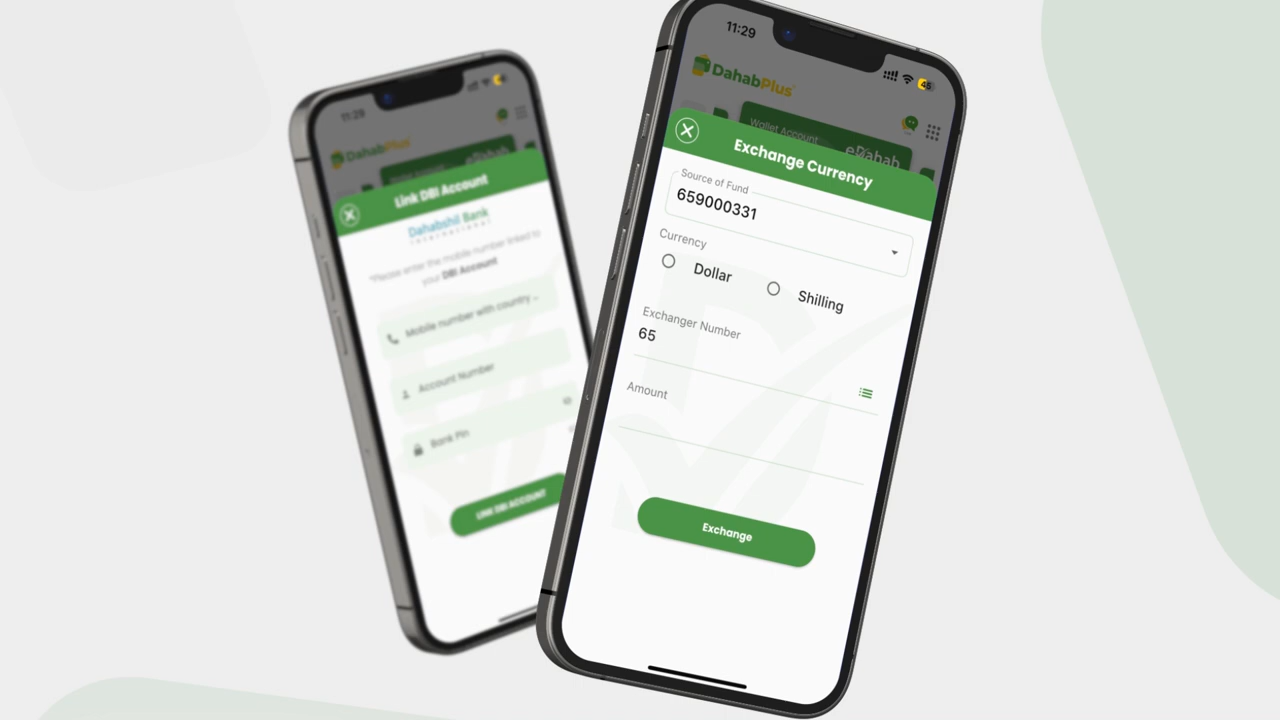 11:29
DahabPlus
Link DBI Account
Dahabshil Bank
International
*Please enter the mobile number linked to
your DBI Account
Mobile number with country ..
Account Number
Bank Pin
LINK DBI ACCOUNT
11:29
45
DahabPlus
Wallet Account
eDahab
Exchange Currency
Source of Fund
659000331
Currency
Dollar
Shilling
Exchanger Number
65
Amount
Exchange